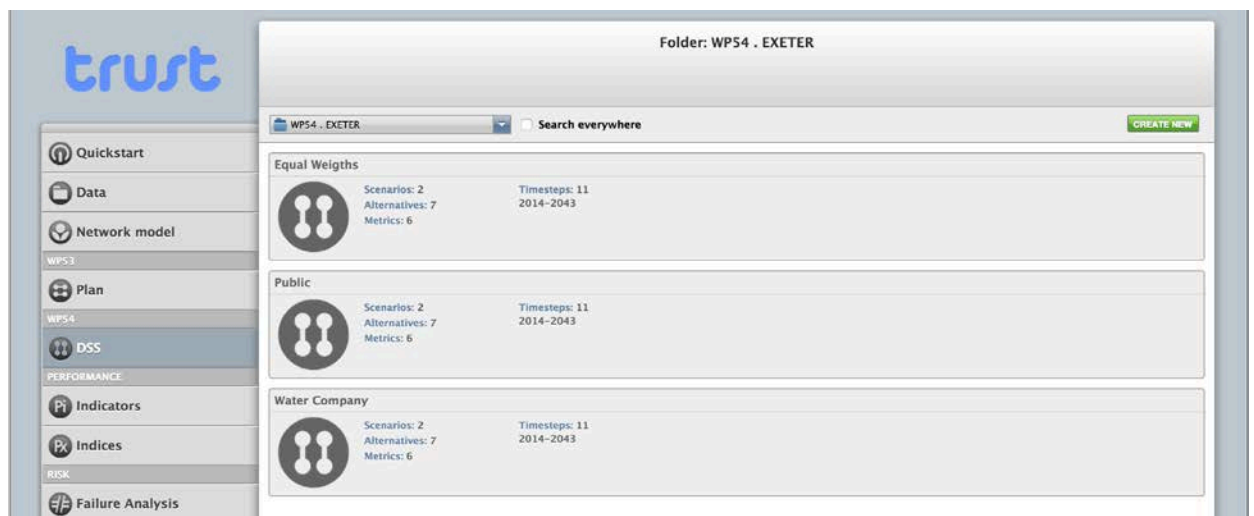 trust
Folder: WP54 . EXETER
WP54 . EXETER
Search everywhere
CREATE NEW
Quickstart
Data
Network model
WP53
Plan
WP54
DSS
PERFORMANCE
Pi Indicators
Px Indices
RISK
Failure Analysis
Equal Weigths
Scenarios: 2
Alternatives: 7
Metrics: 6
Timesteps: 11
2014-2043
Public
Scenarios: 2
Alternatives: 7
Metrics: 6
Timesteps: 11
2014-2043
Water Company
Scenarios: 2
Alternatives: 7
Metrics: 6
Timesteps: 11
2014-2043